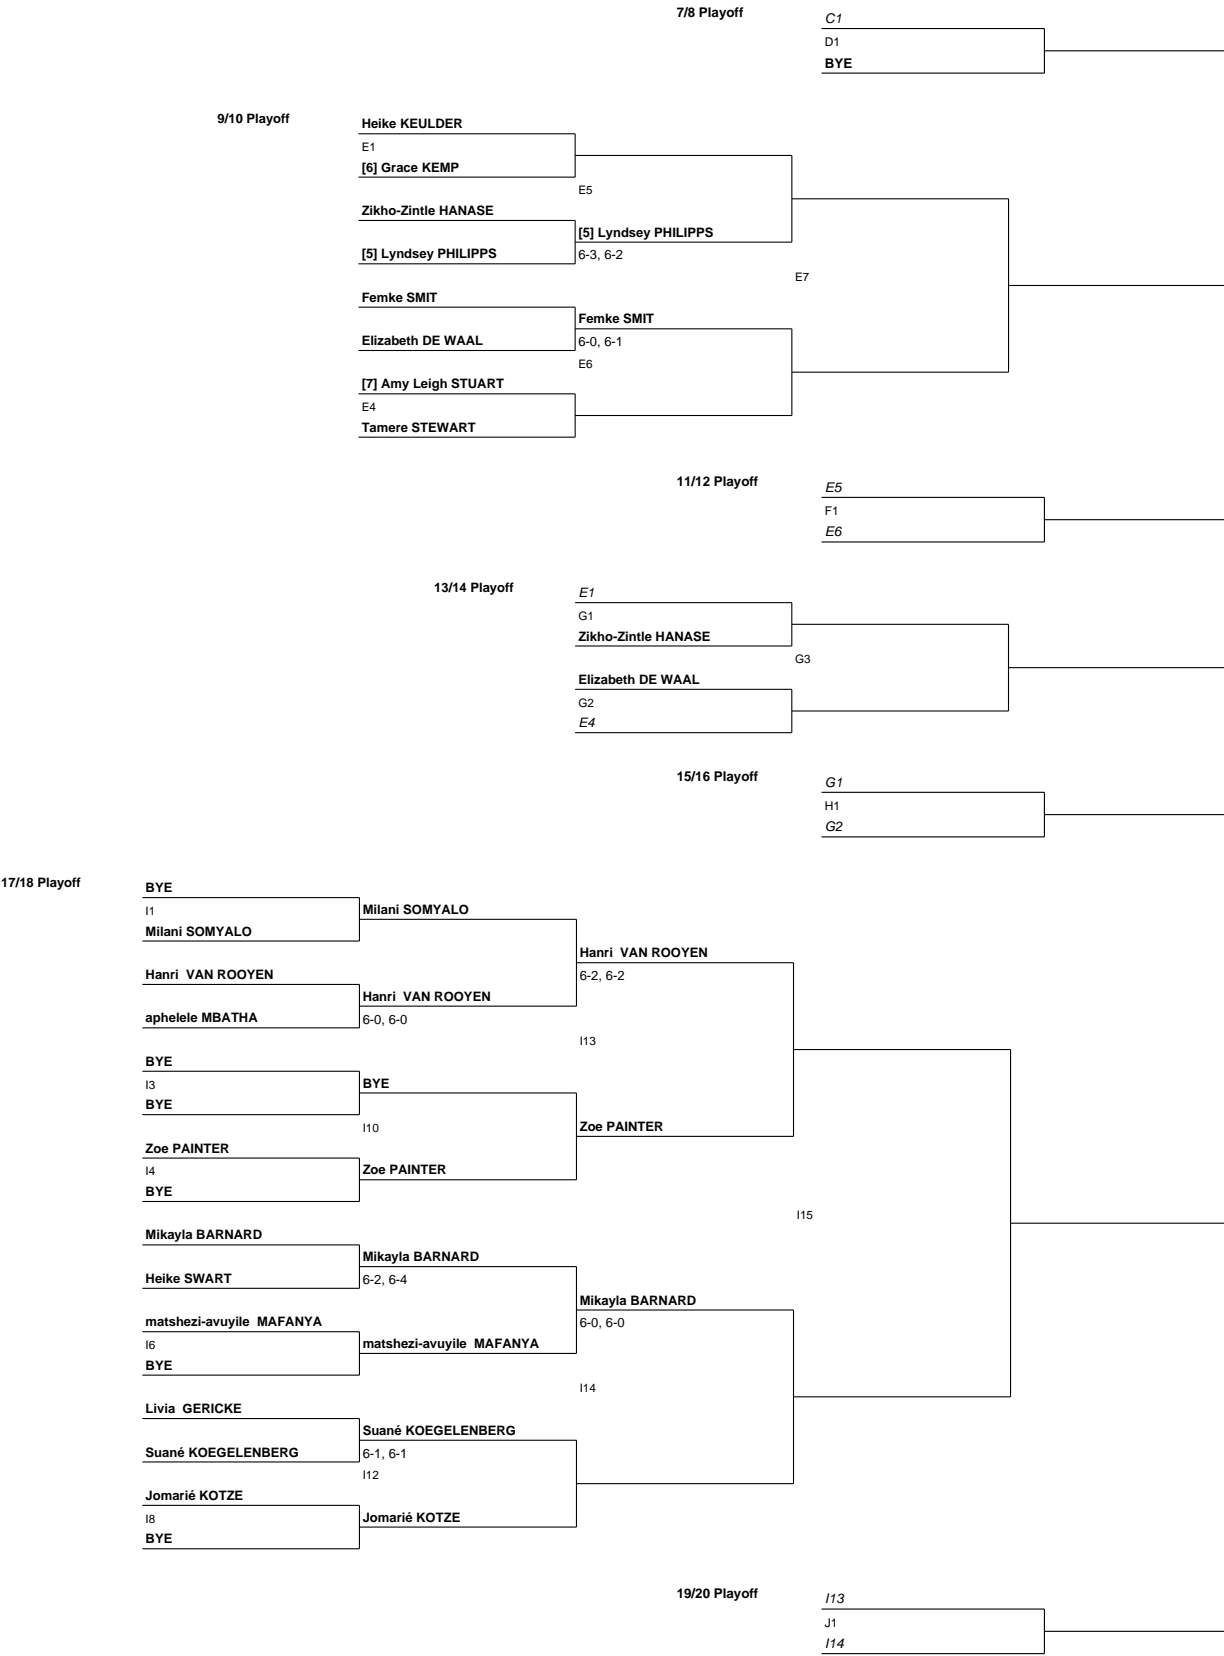 7/8 Playoff
C1
D1
BYE
9/10 Playoff
Heike KEULDER
E1
[6] Grace KEMP
E5
Zikho-Zintle HANASE
[5] Lyndsey PHILIPPS
[5] Lyndsey PHILIPPS
6-3, 6-2
E7
Femke SMIT
Femke SMIT
Elizabeth DE WAAL
6-0, 6-1
E6
[7] Amy Leigh STUART
E4
Tamere STEWART
11/12 Playoff
E5
F1
E6
13/14 Playoff
E1
G1
Zikho-Zintle HANASE
G3
Elizabeth DE WAAL
G2
E4
15/16 Playoff
G1
H1
G2
17/18 Playoff
BYE
I1
Milani SOMYALO
Milani SOMYALO
Hanri VAN ROOYEN
6-2, 6-2
Hanri VAN ROOYEN
Hanri VAN ROOYEN
aphelele MBATHA
6-0, 6-0
I13
BYE
I3
BYE
BYE
I10
Zoe PAINTER
Zoe PAINTER
I4
Zoe PAINTER
BYE
I15
Mikayla BARNARD
Mikayla BARNARD
Heike SWART
6-2, 6-4
Mikayla BARNARD
6-0, 6-0
matshezi-avuyile MAFANYA
I6
matshezi-avuyile MAFANYA
BYE
I14
Livia GERICKE
Suané KOEGELENBERG
Suané KOEGELENBERG
6-1, 6-1
I12
Jomarié KOTZE
I8
Jomarié KOTZE
BYE
19/20 Playoff
I13
J1
I14